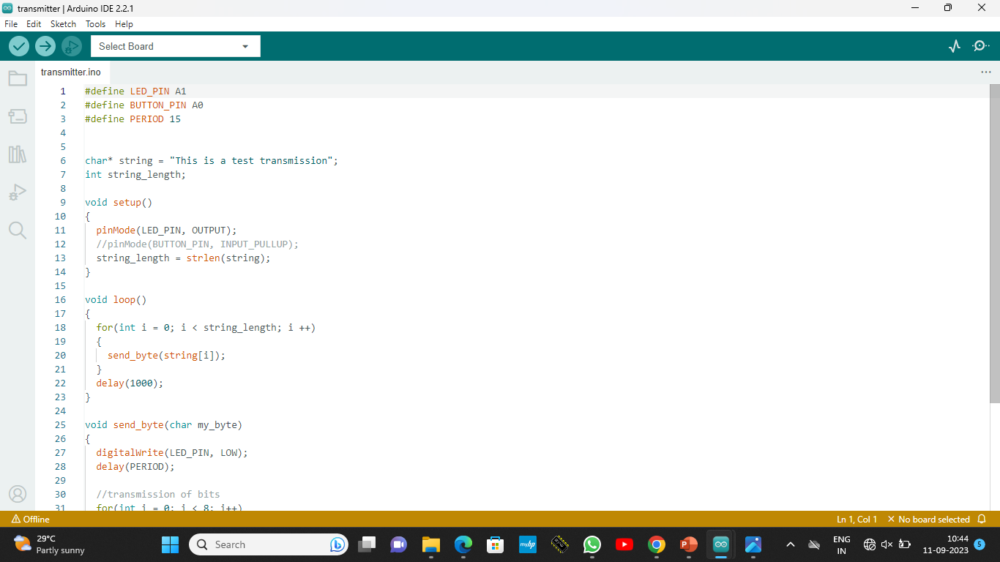 transmitter | Arduino IDE 2.2.1
File Edit Sketch Tools Help
Select Board
transmitter.ino
1 #define LED_PIN A1
2 #define BUTTON_PIN A0
3 #define PERIOD 15
4
5
6 char* string = "This is a test transmission";
7 int string_length;
8
9 void setup()
10 {
11 pinMode(LED_PIN, OUTPUT);
12 //pinMode(BUTTON_PIN, INPUT_PULLUP);
13 string_length = strlen(string);
14 }
15
16 void loop()
17 {
18 for(int i = 0; i < string_length; i ++)
19 {
20 send_byte(string[i]);
21 }
22 delay(1000);
23 }
24
25 void send_byte(char my_byte)
26 {
27 digitalWrite(LED_PIN, LOW);
28 delay(PERIOD);
29
30 //transmission of bits
31 for(int i = 0; i < 8; i++)
Offline
Ln 1, Col 1 × No board selected
29°C
Partly sunny
Search
myhp
ENG
IN
10:44
11-09-2023
5